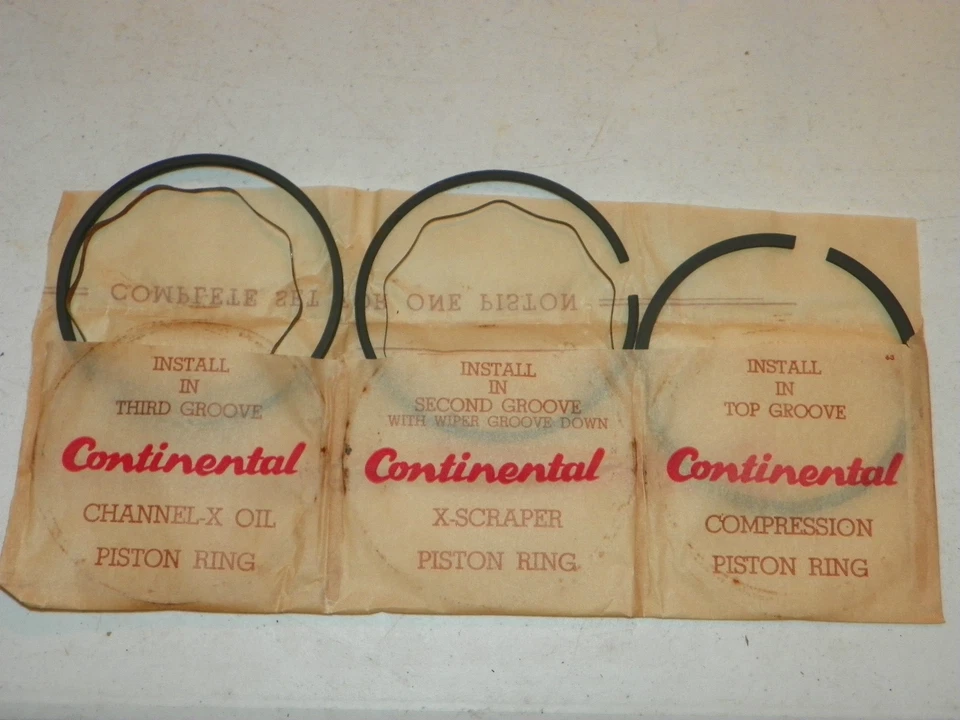 COMPLETE SET FOR ONE PISTON
INSTALL
IN
THIRD GROOVE
Continental
CHANNEL-X OIL
PISTON RING
INSTALL
IN
SECOND GROOVE
WITH WIPER GROOVE DOWN
Continental
X-SCRAPER
PISTON RING
60
INSTALL
IN
TOP GROOVE
Continental
COMPRESSION
PISTON RING